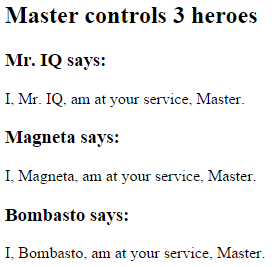 Master controls 3 heroes
Mr. IQ says:
I, Mr. IQ, am at your service, Master.
Magneta says:
I, Magneta, am at your service, Master.
Bombasto says:
I, Bombasto, am at your service, Master.